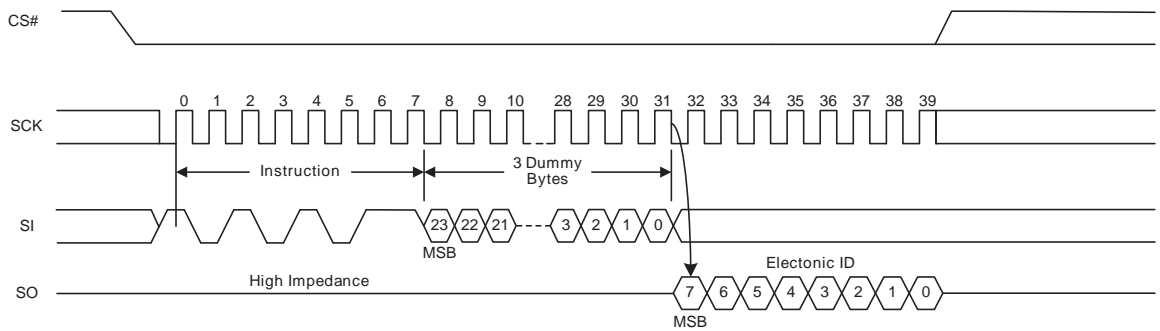 CS#
0 1 2 3 4 5 6 7 8 9 10 28 29 30 31 32 33 34 35 36 37 38 39
SCK
Instruction
3 Dummy
Bytes
SI
23 22 21 3 2 1 0
MSB
High Impedance
Electonic ID
SO
7 6 5 4 3 2 1 0
MSB